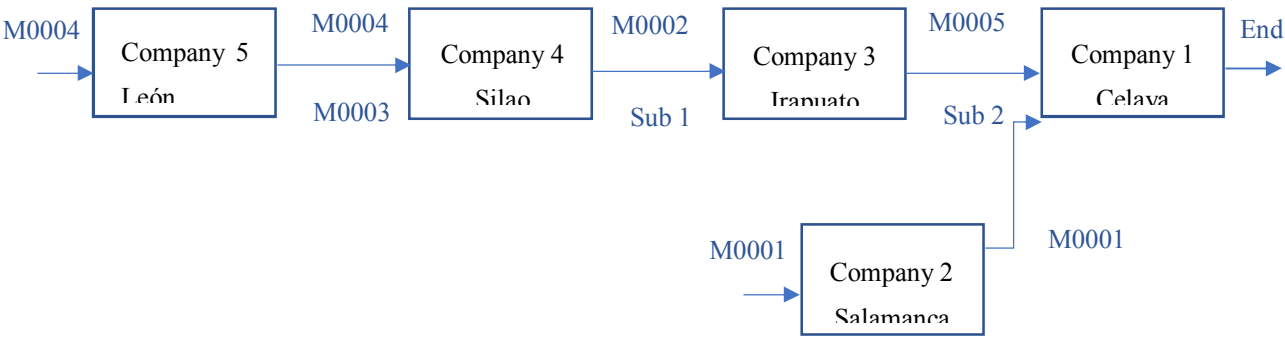 M0004
Company 5
León
M0004
M0003
Company 4
Silao
M0002
Sub 1
Company 3
Irapuato
M0005
Sub 2
Company 1
Celaya
End
M0001
Company 2
Salamanca
M0001